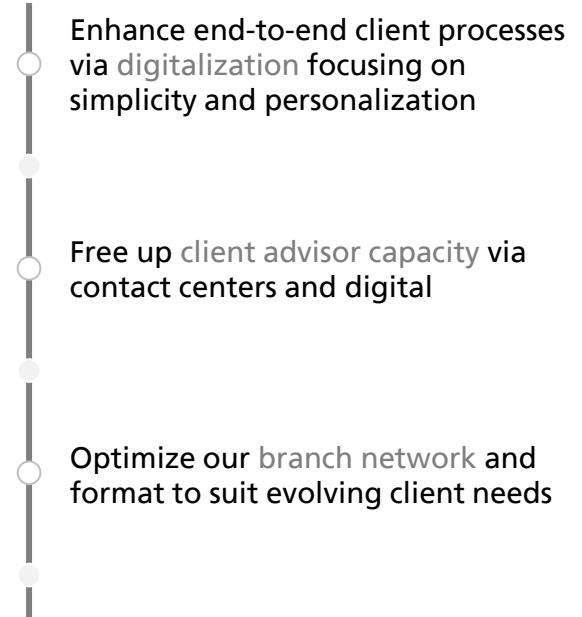 Enhance end-to-end client processes
via digitalization focusing on
simplicity and personalization
Free up client advisor capacity via
contact centers and digital
Optimize our branch network and
format to suit evolving client needs